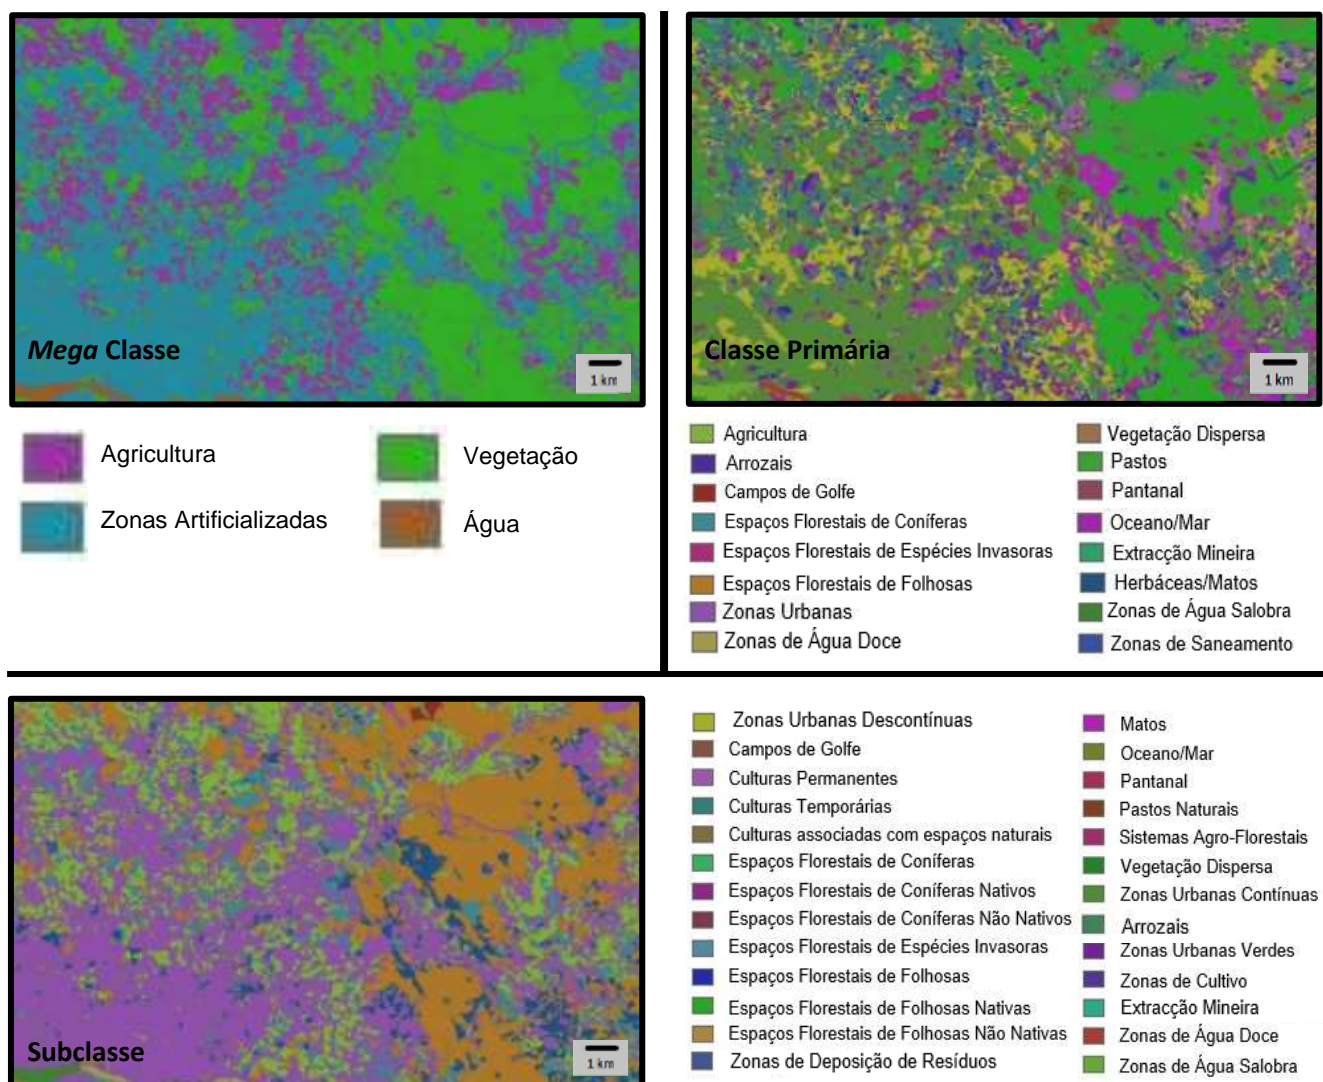 Mega Classe
1 km
Classe Primária
1 km
Agricultura
Vegetação
Zonas Artificializadas
Água
Agricultura
Arrozais
Campos de Golfe
Espaços Florestais de Coníferas
Espaços Florestais de Espécies Invasoras
Espaços Florestais de Folhosas
Zonas Urbanas
Zonas de Água Doce
Vegetação Dispersa
Pastos
Pantanal
Oceano/Mar
Extracção Mineira
Herbáceas/Matos
Zonas de Água Salobra
Zonas de Saneamento
Subclasse
1 km
Zonas Urbanas Descontínuas
Campos de Golfe
Culturas Permanentes
Culturas Temporárias
Culturas associadas com espaços naturais
Espaços Florestais de Coníferas
Espaços Florestais de Coníferas Nativos
Espaços Florestais de Coníferas Não Nativos
Espaços Florestais de Espécies Invasoras
Espaços Florestais de Folhosas
Espaços Florestais de Folhosas Nativas
Espaços Florestais de Folhosas Não Nativas
Zonas de Deposição de Resíduos
Matos
Oceano/Mar
Pantanal
Pastos Naturais
Sistemas Agro-Florestais
Vegetação Dispersa
Zonas Urbanas Contínuas
Arrozais
Zonas Urbanas Verdes
Zonas de Cultivo
Extracção Mineira
Zonas de Água Doce
Zonas de Água Salobra